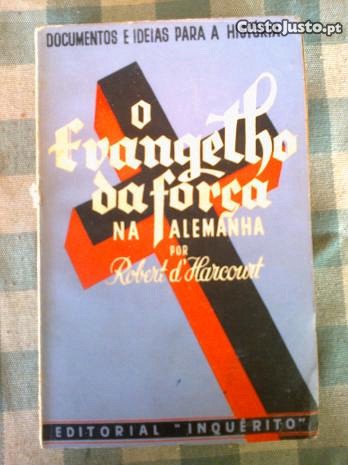 CustoJusto.pt
DOCUMENTOS E IDEIAS PARA A HISTÓRIA
O
Evangelho
da fôrça
NA ALEMANHA
POR
Robert d'Harcourt
EDITORIAL "INQUÉRITO"